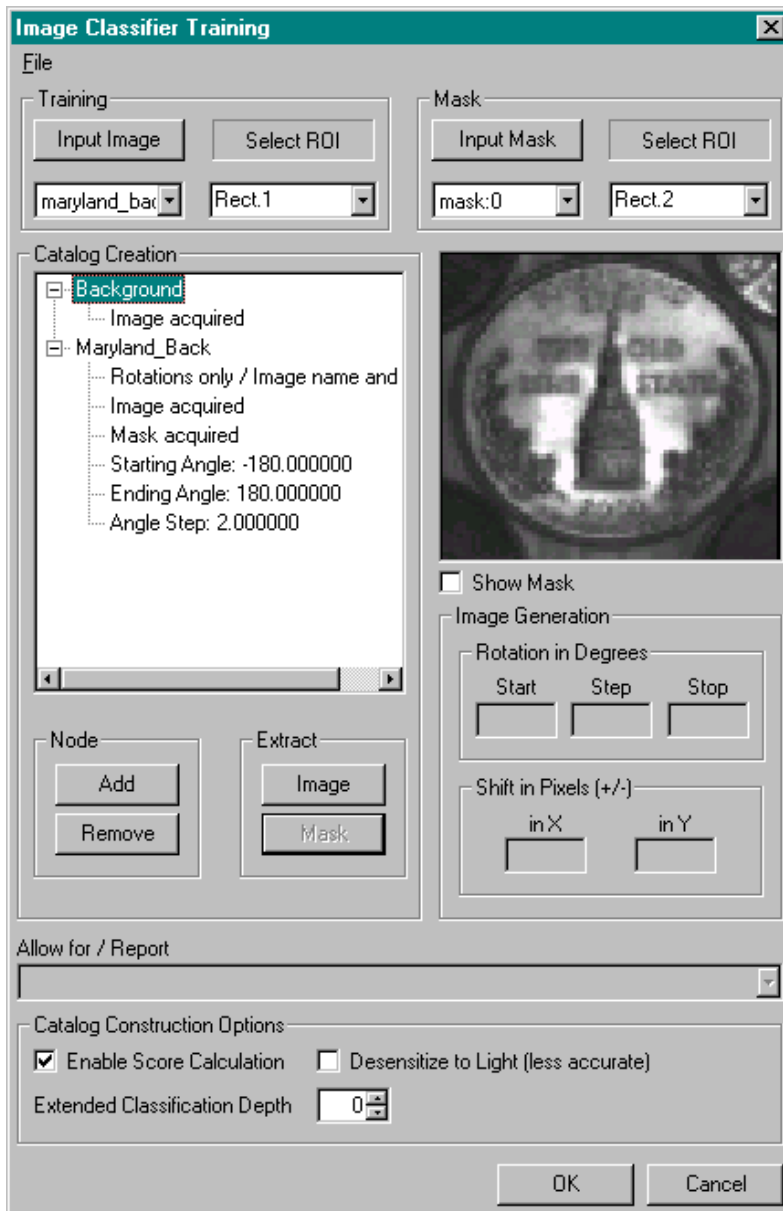 Image Classifier Training
File
Training
Input Image
Select ROI
maryland_bac
Rect.1
Mask
Input Mask
Select ROI
mask:0
Rect.2
Catalog Creation
Background
Image acquired
Maryland_Back
Rotations only / Image name and
Image acquired
Mask acquired
Starting Angle: -180.000000
Ending Angle: 180.000000
Angle Step: 2.000000
OLD
STATE
Show Mask
Image Generation
Rotation in Degrees
Start Step Stop
Shift in Pixels (+/-)
in X in Y
Node
Add
Remove
Extract
Image
Mask
Allow for / Report
Catalog Construction Options
Enable Score Calculation
Desensitize to Light (less accurate)
Extended Classification Depth 0
OK Cancel